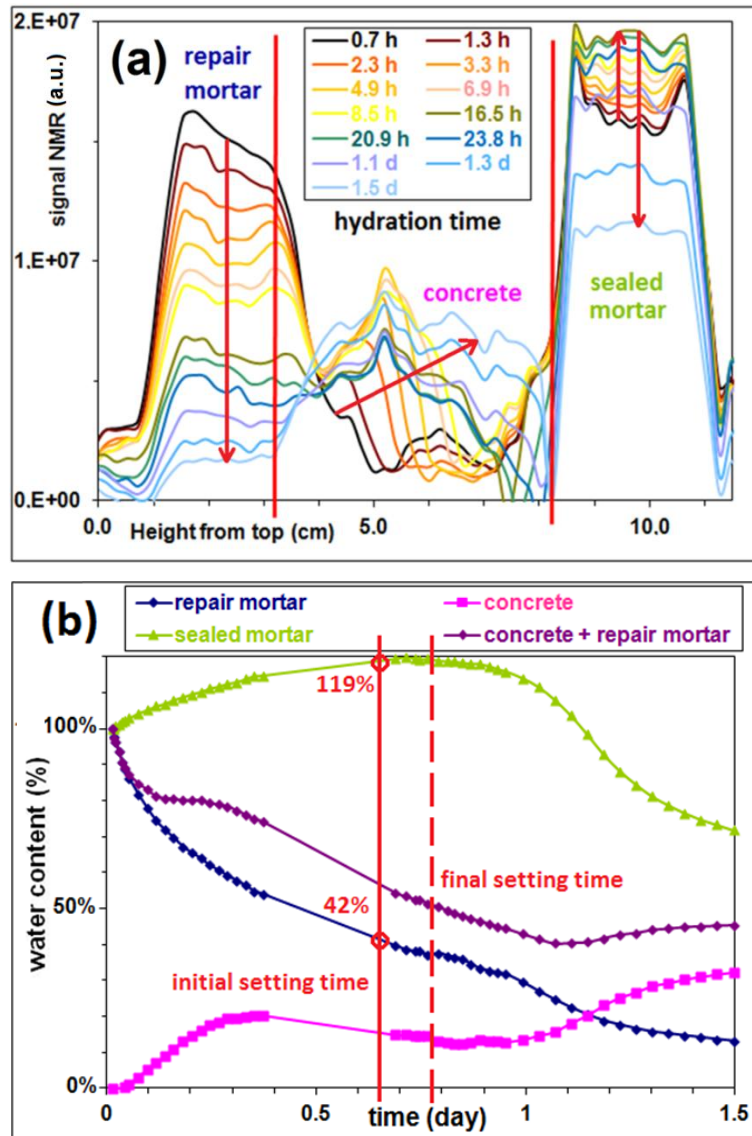 2.E+07
(a)
repair
mortar
0.7 h 1.3 h
2.3 h 3.3 h
4.9 h 6.9 h
8.5 h 16.5 h
20.9 h 23.8 h
1.1 d 1.3 d
1.5 d
hydration time
signal NMR (a.u.)
1.E+07
concrete
sealed
mortar
0.E+00
0.0 5.0 10.0
Height from top (cm)
(b)
repair mortar concrete
sealed mortar concrete + repair mortar
119%
100%
water content (%)
final setting time
50%
42%
initial setting time
0%
0 0.5 1 1.5
time (day)